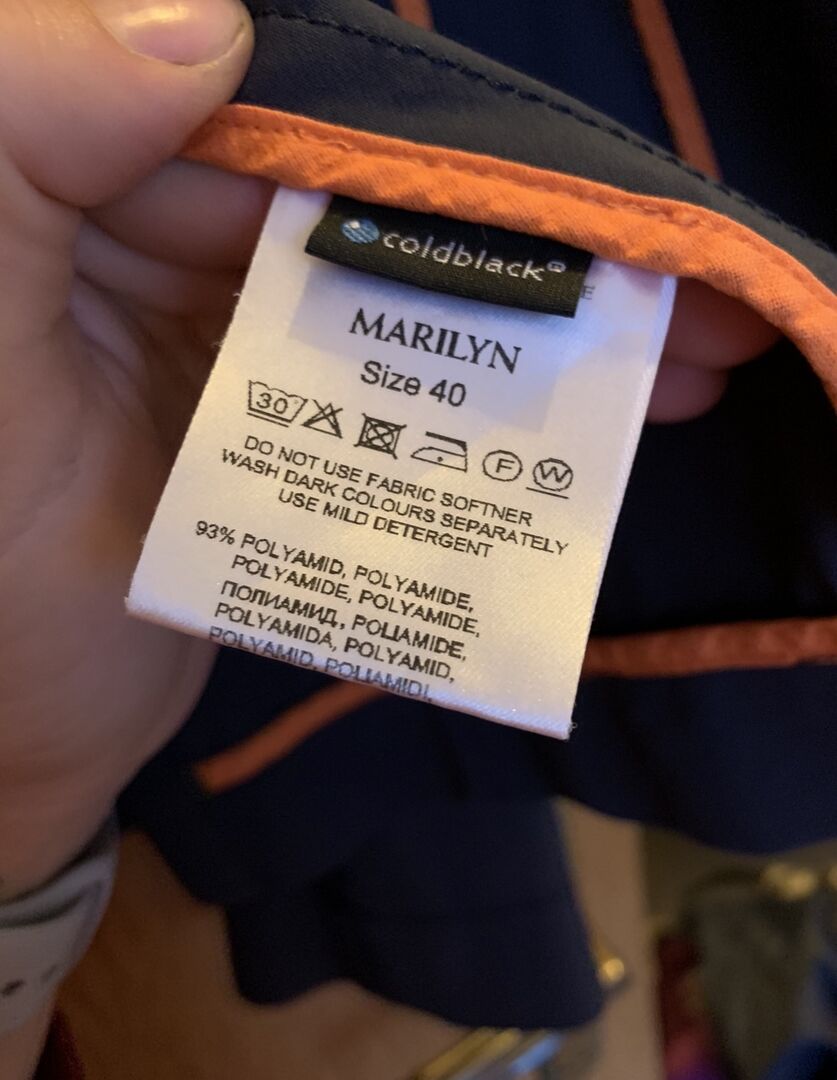 coldblack®
MARILYN
Size 40
30
F
W
DO NOT USE FABRIC SOFTNER
WASH DARK COLOURS SEPARATELY
USE MILD DETERGENT
93% POLYAMID, POLYAMIDE,
POLYAMIDE, POLYAMIDE,
ПОЛИАМИД, POLIAMIDE,
POLYAMIDA, POLYAMID,
POLYAMID, POLIAMIDI,